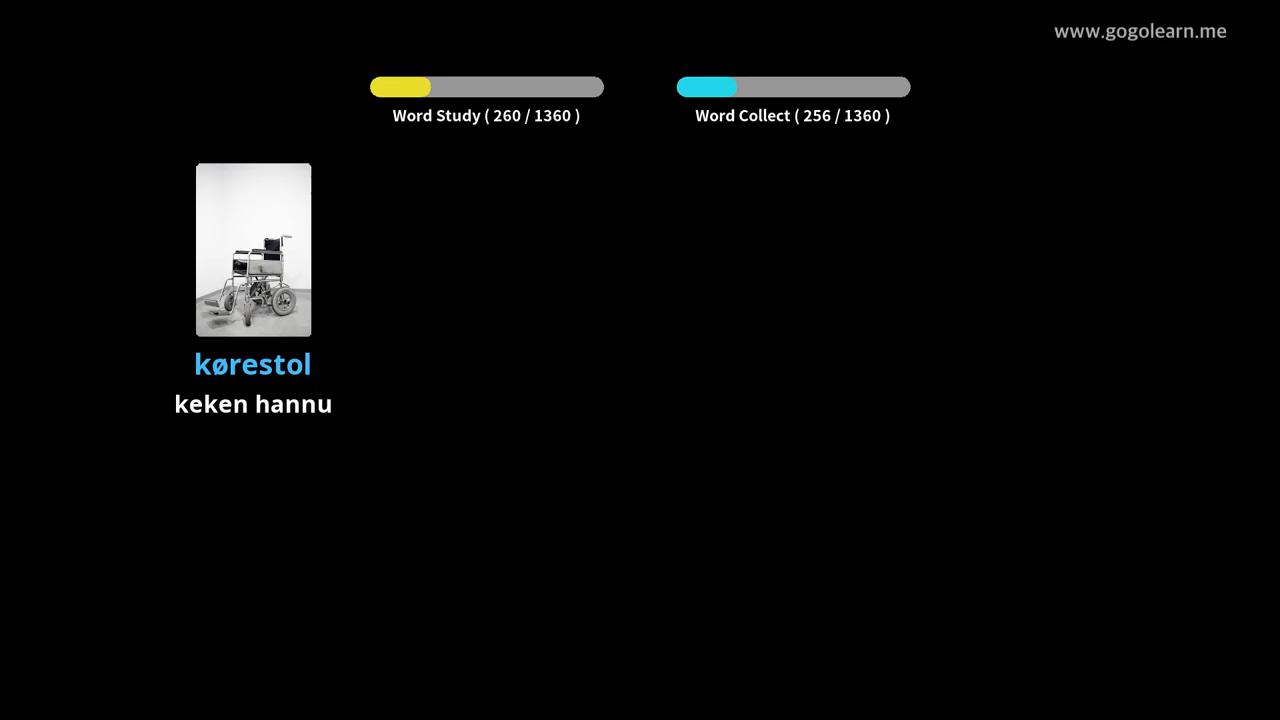 www.gogolearn.me
Word Study ( 260 / 1360 )
Word Collect ( 256 / 1360 )
kørestol
keken hannu